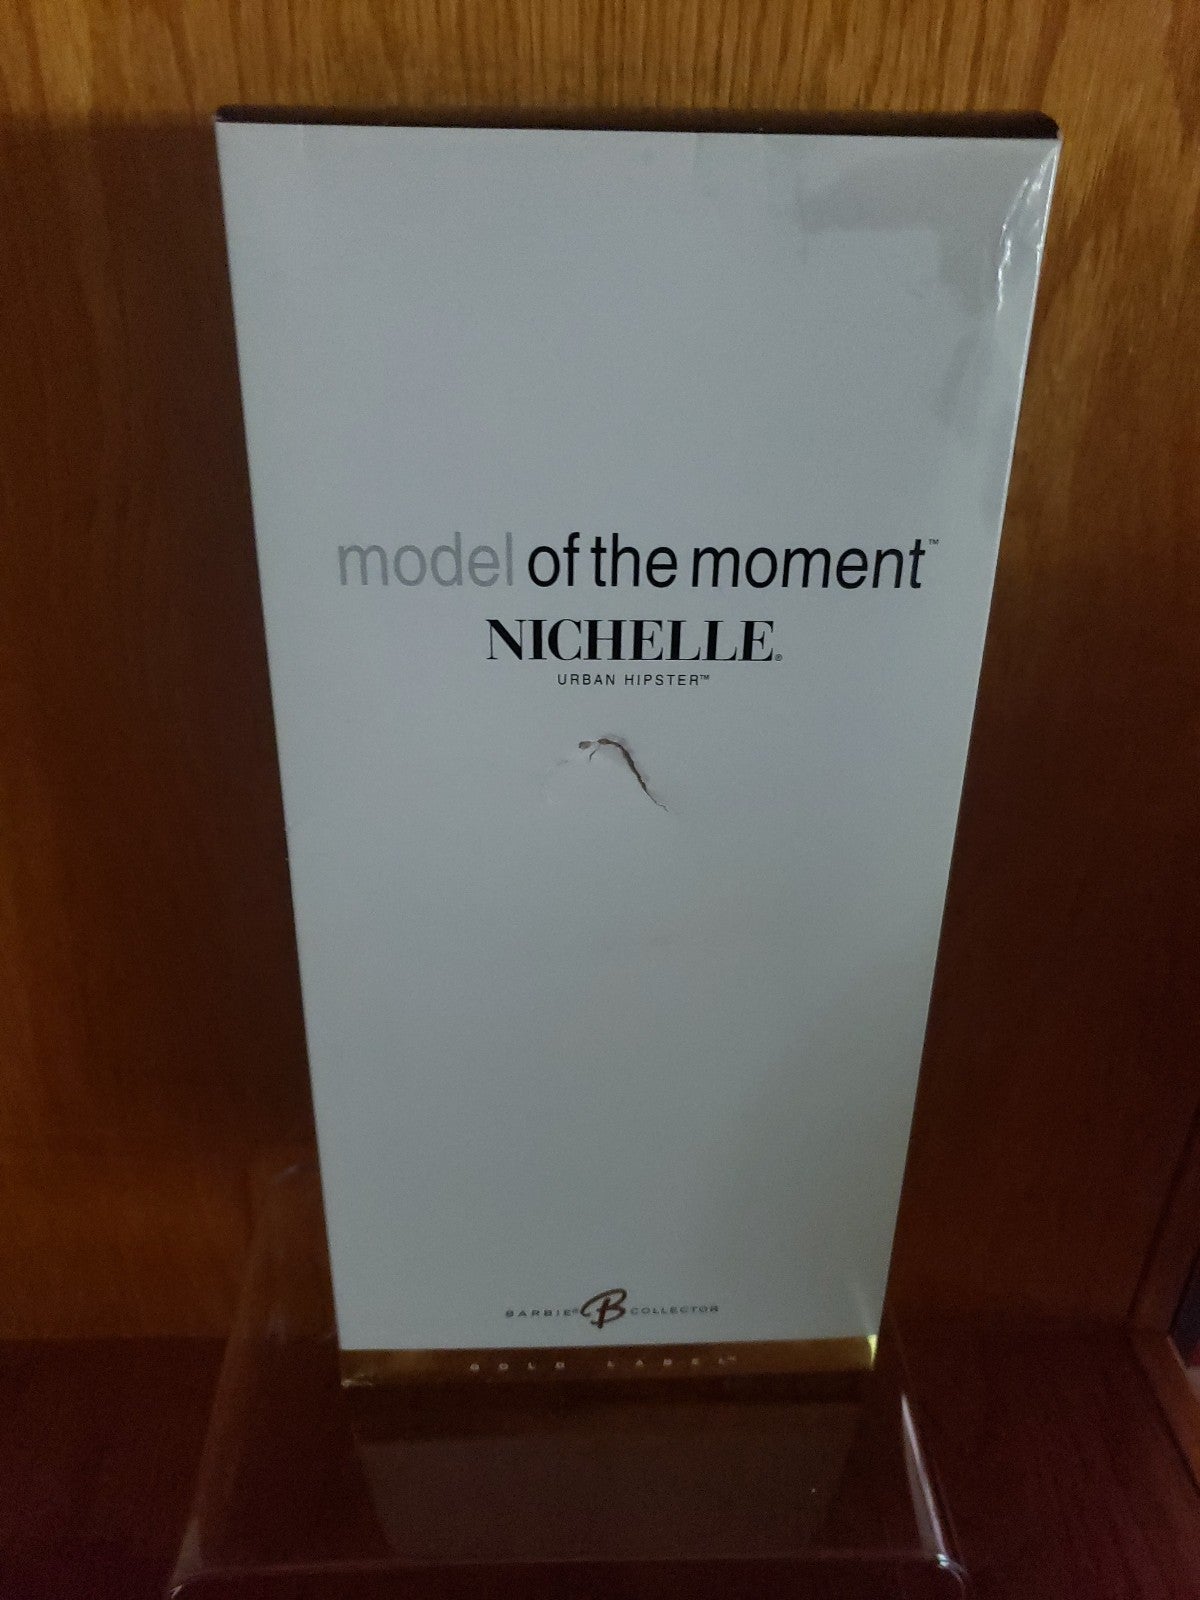 model of the moment™
NICHELLE®
URBAN HIPSTER™
BARBIE® B COLLECTOR
GOLD LABEL™